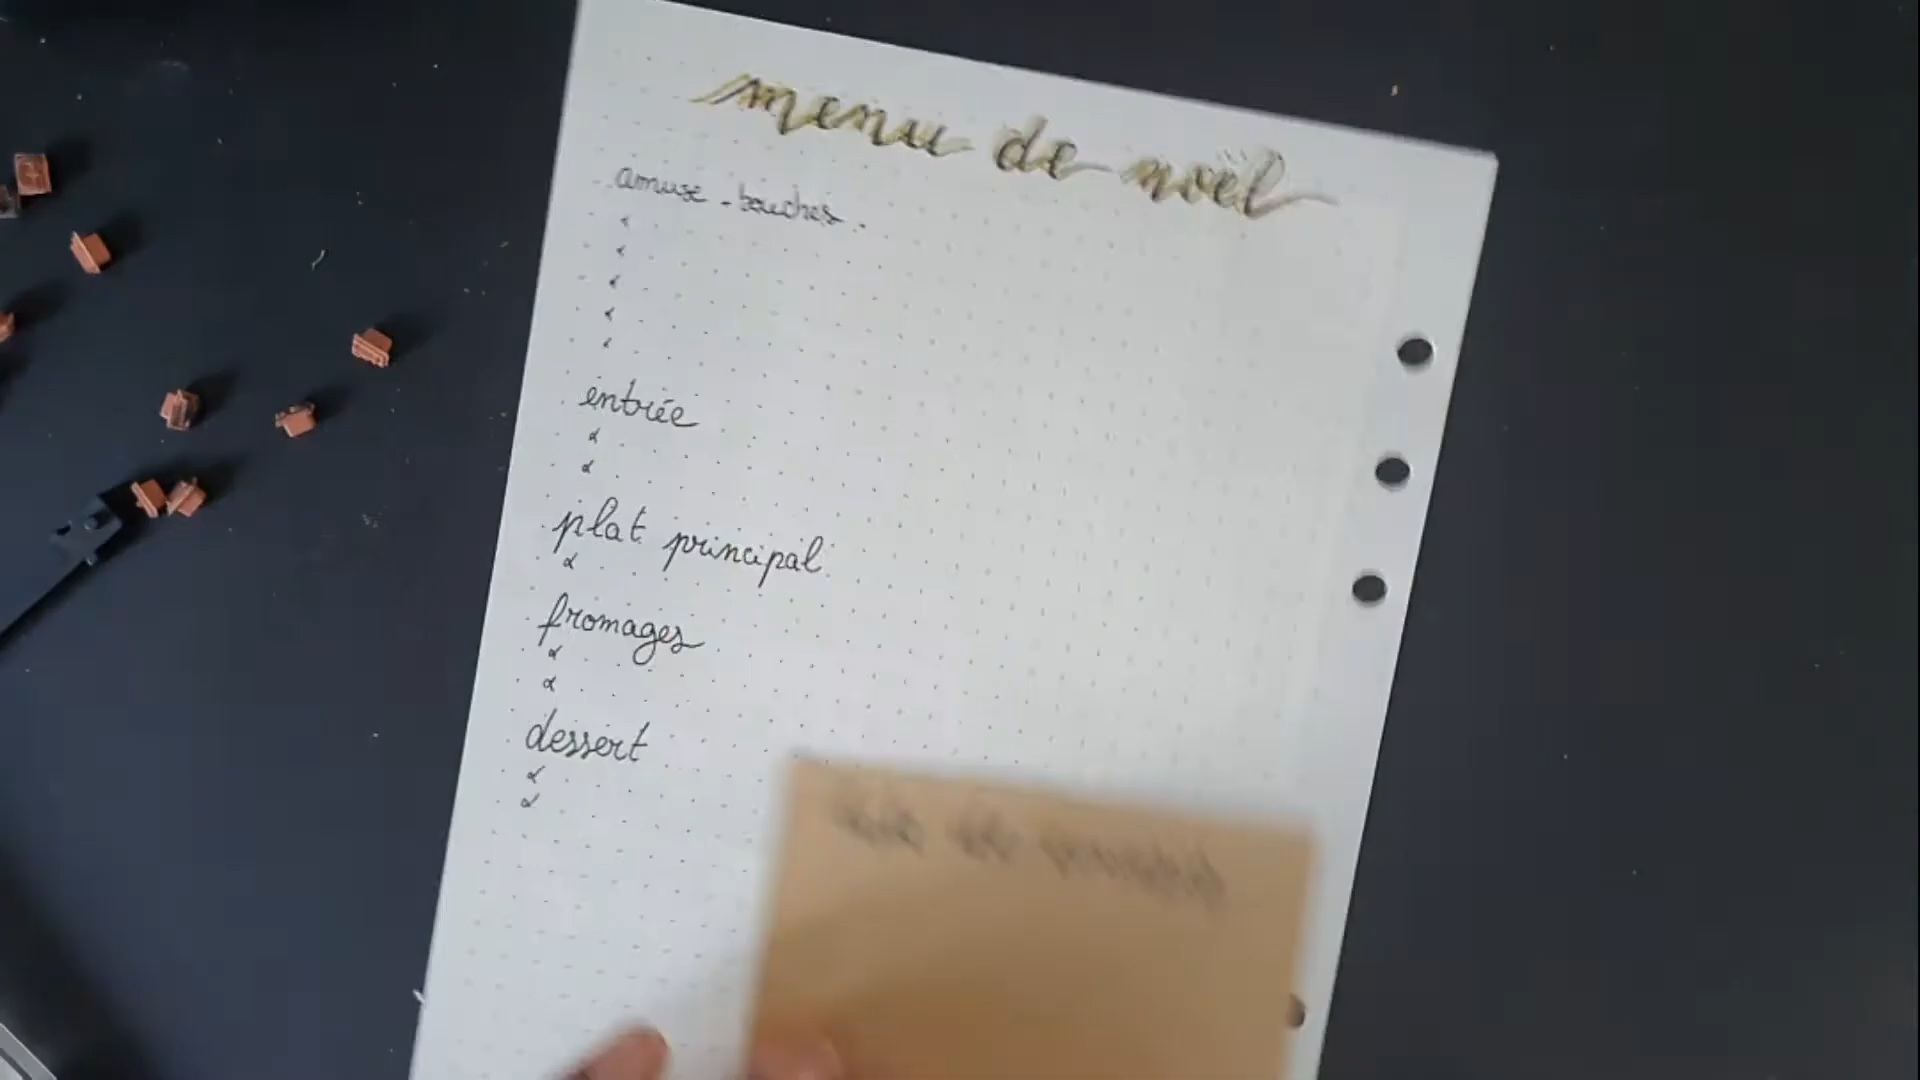 menu de noël
amuse-bouches
entrée
plat principal
fromages
dessert